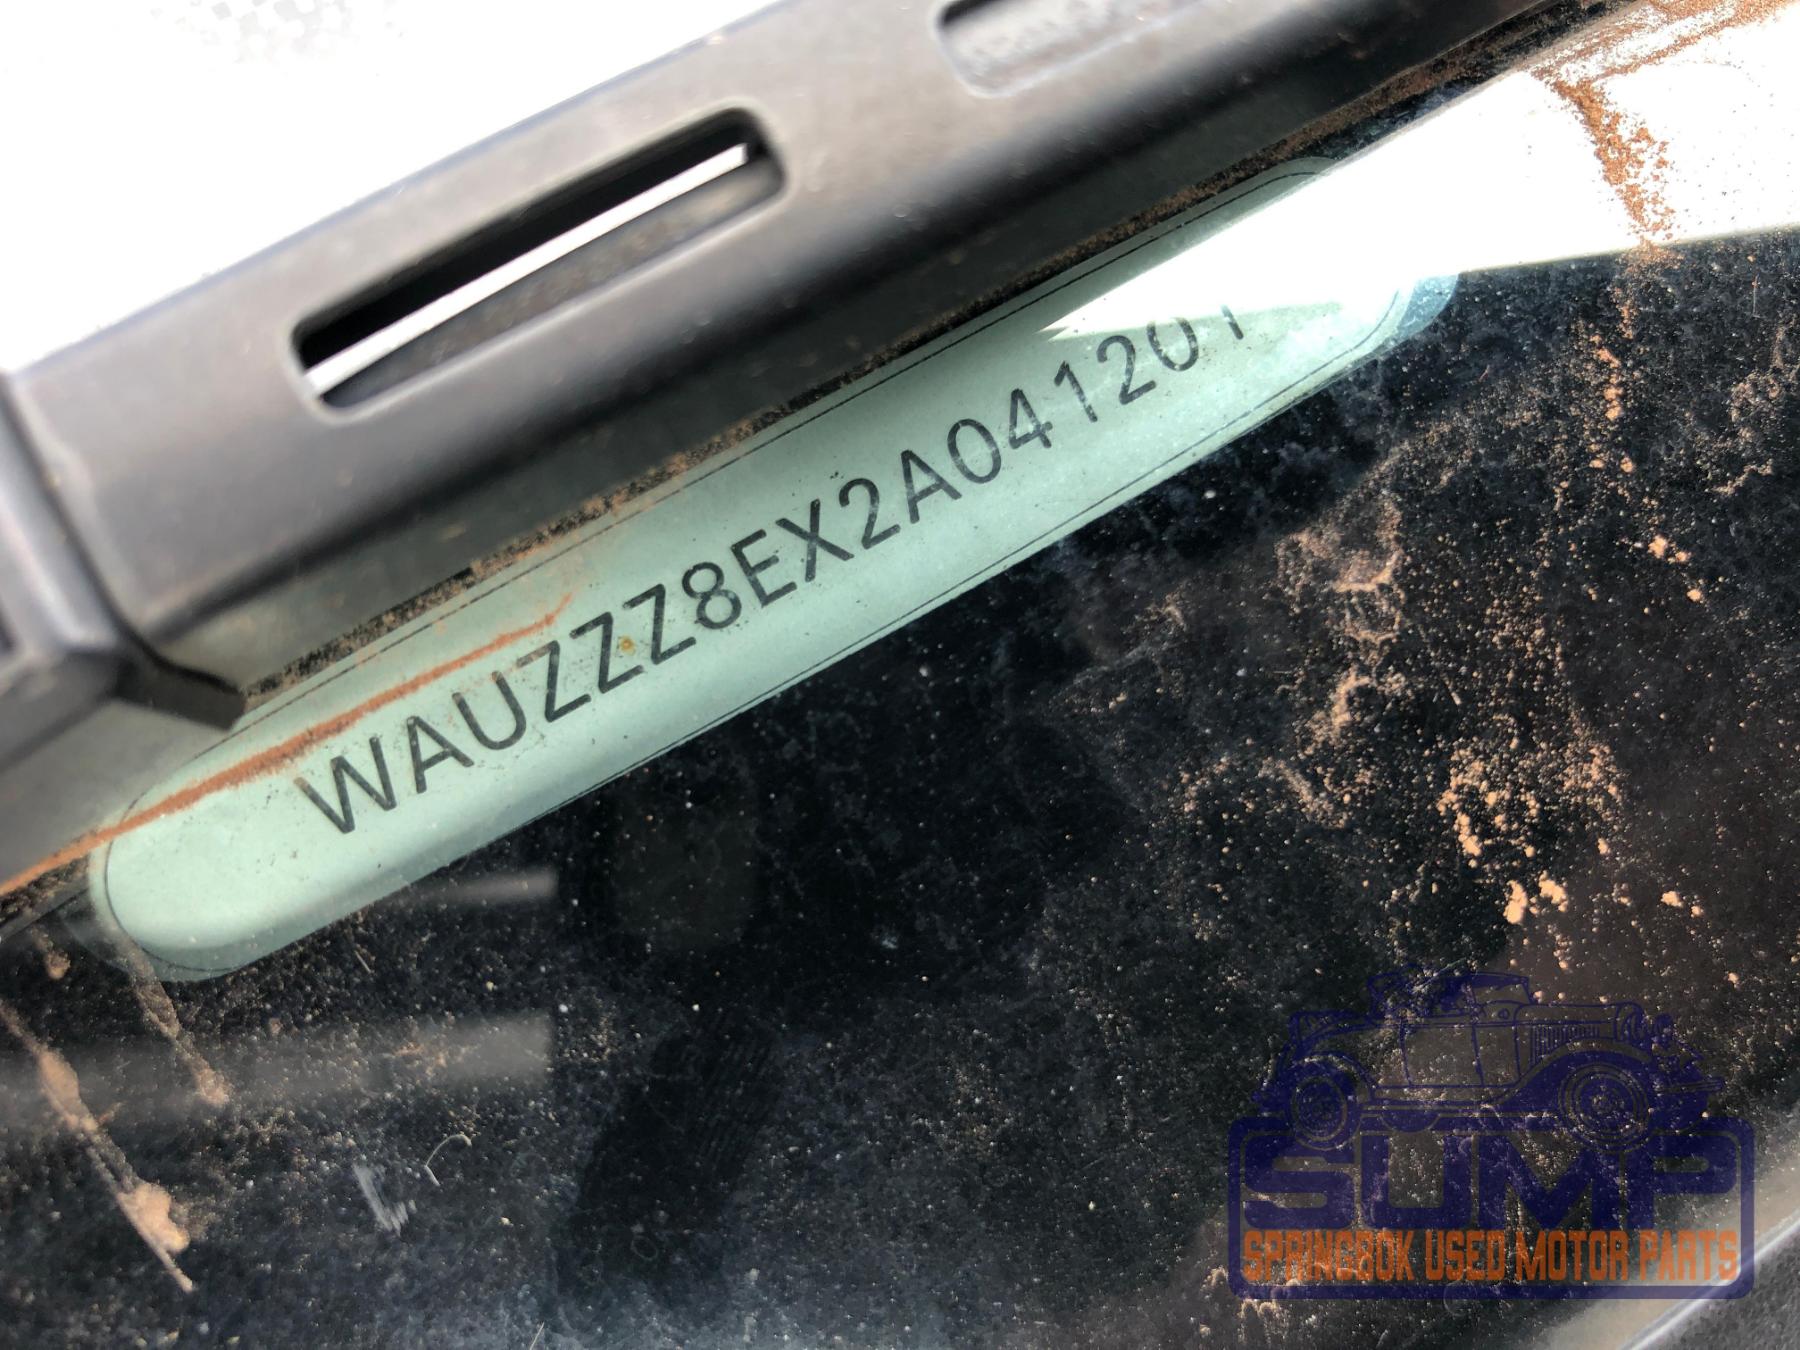 WAUZZZ8EX2A041201
SUMP
SPRINGBOK USED MOTOR PARTS